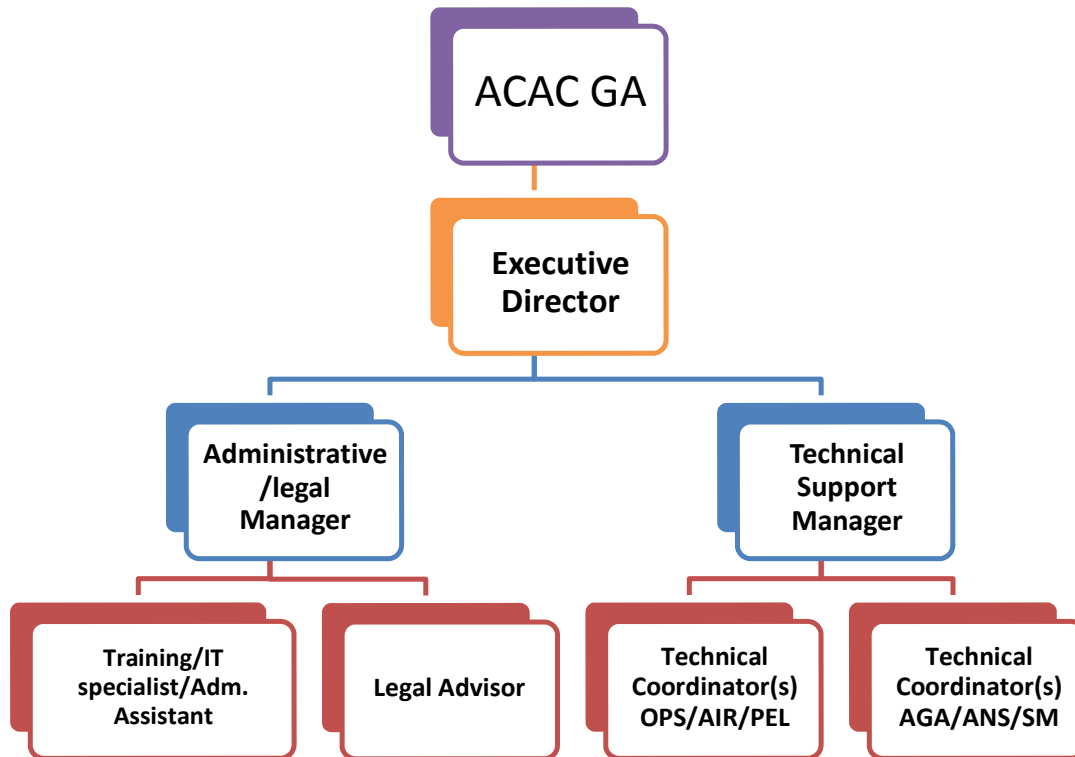 ACAC GA
Executive
Director
Administrative
/legal
Manager
Technical
Support
Manager
Training/IT
specialist/Adm.
Assistant
Legal Advisor
Technical
Coordinator(s)
OPS/AIR/PEL
Technical
Coordinator(s)
AGA/ANS/SM